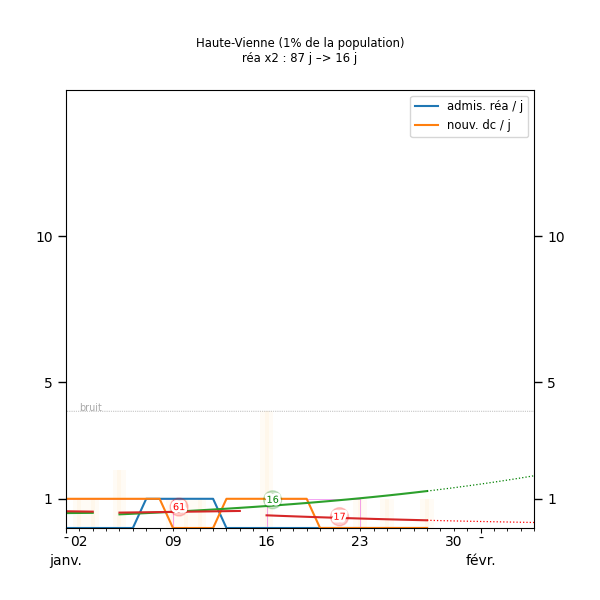 Haute-Vienne (1% de la population)
réa x2 : 87 j –> 16 j
admis. réa / j
nouv. dc / j
10 10
5 5
bruit
1 1
61
16
17
02 09 16 23 30
janv. févr.